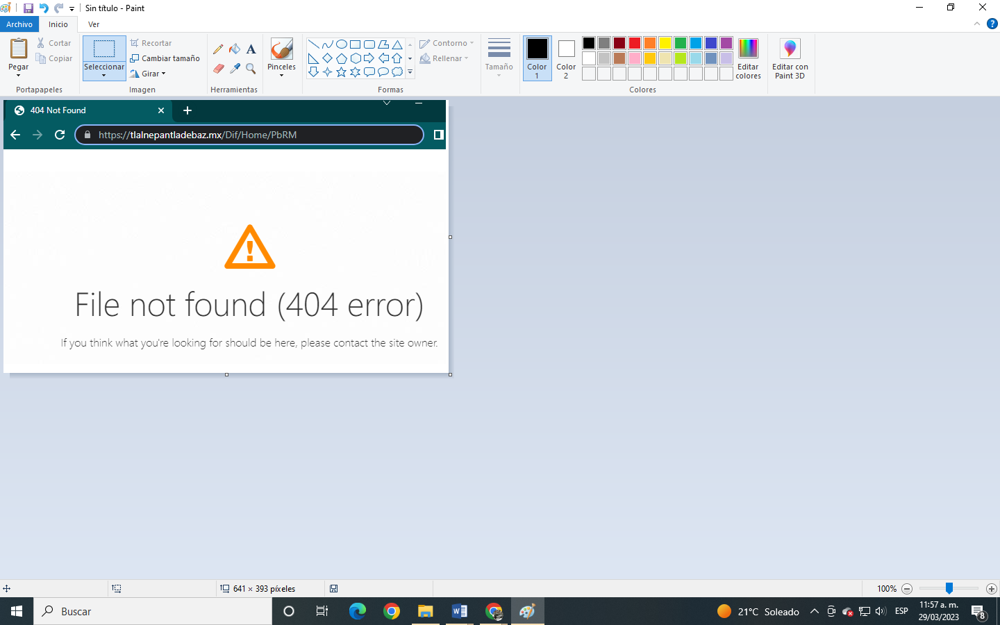 Sin título - Paint
Archivo Inicio Ver
Pegar
Cortar
Copiar
Portapapeles
Seleccionar
Recortar
Cambiar tamaño
Girar
Imagen
A
Herramientas
Pinceles
Contorno
Rellenar
Formas
Tamaño
Color
1
Color
2
Editar
colores
Colores
Editar con
Paint 3D
404 Not Found
https://tlalnepantladebaz.mx/Dif/Home/PbRM
File not found (404 error)
If you think what you're looking for should be here, please contact the site owner.
641 × 393 píxeles
100%
Buscar
21°C Soleado
ESP
11:57 a. m.
29/03/2023
8